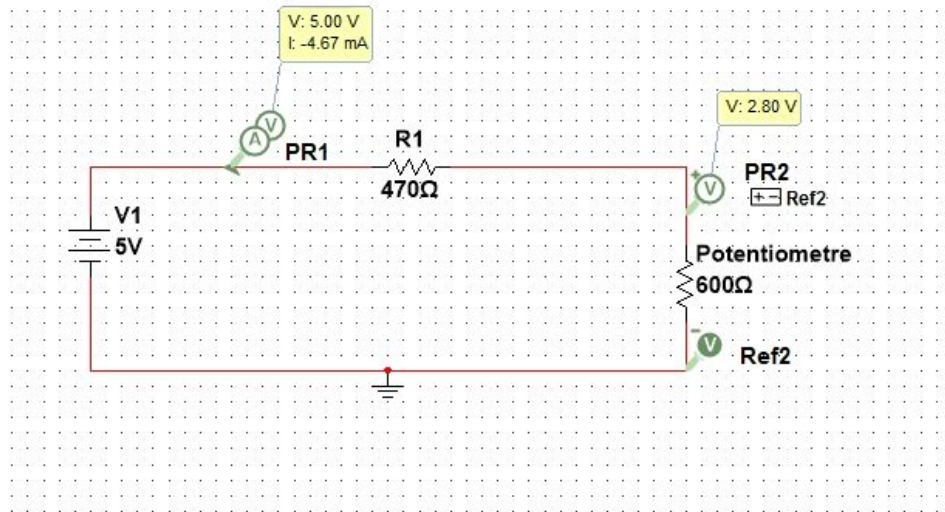 V: 5.00 V
I: -4.67 mA
V: 2.80 V
V
A
PR1
R1
470Ω
PR2
V
+ -
Ref2
V1
5V
Potentiometre
600Ω
V
Ref2